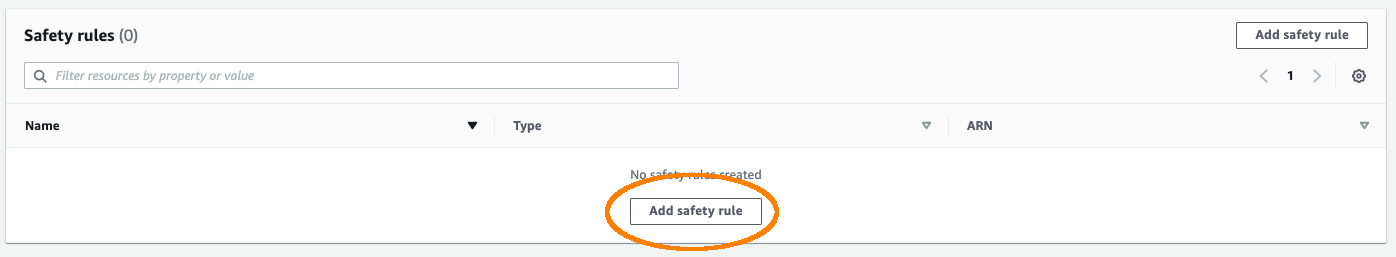 Safety rules (0)
Add safety rule
Filter resources by property or value
1
Name
Type
ARN
No safety rules created
Add safety rule